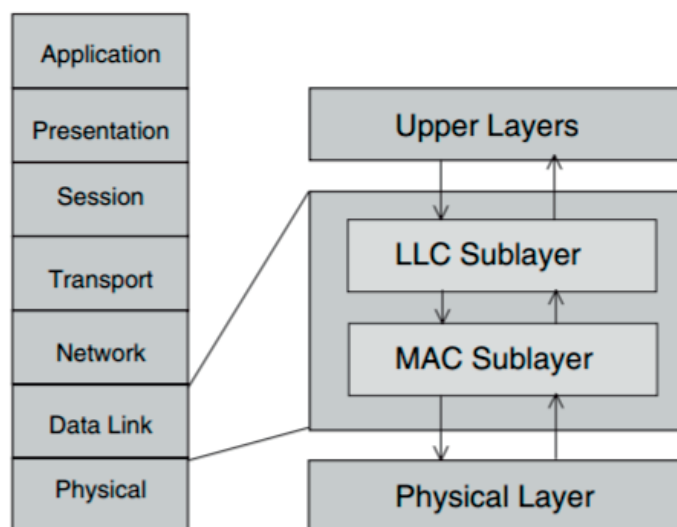 Application
Presentation
Session
Transport
Network
Data Link
Physical
Upper Layers
LLC Sublayer
MAC Sublayer
Physical Layer